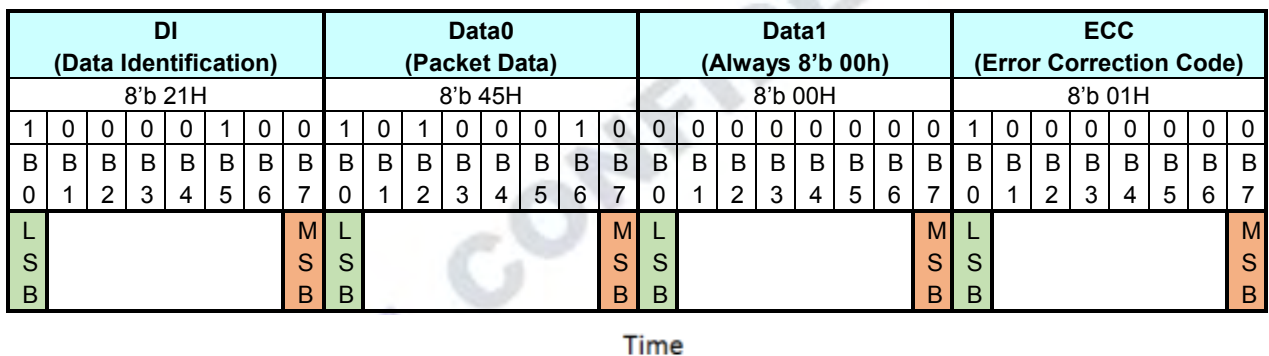 DI Data0 Data1 ECC
(Data Identification) (Packet Data) (Always 8’b 00h) (Error Correction Code)
8’b 21H 8’b 45H 8’b 00H 8’b 01H
1 0 0 0 0 1 0 0 1 0 1 0 0 0 1 0 0 0 0 0 0 0 0 0 1 0 0 0 0 0 0 0
B B B B B B B B B B B B B B B B B B B B B B B B B B B B B B B B
0 1 2 3 4 5 6 7 0 1 2 3 4 5 6 7 0 1 2 3 4 5 6 7 0 1 2 3 4 5 6 7
L M L M L M L M
S S S S S S S S
B B B B B B B B
Time